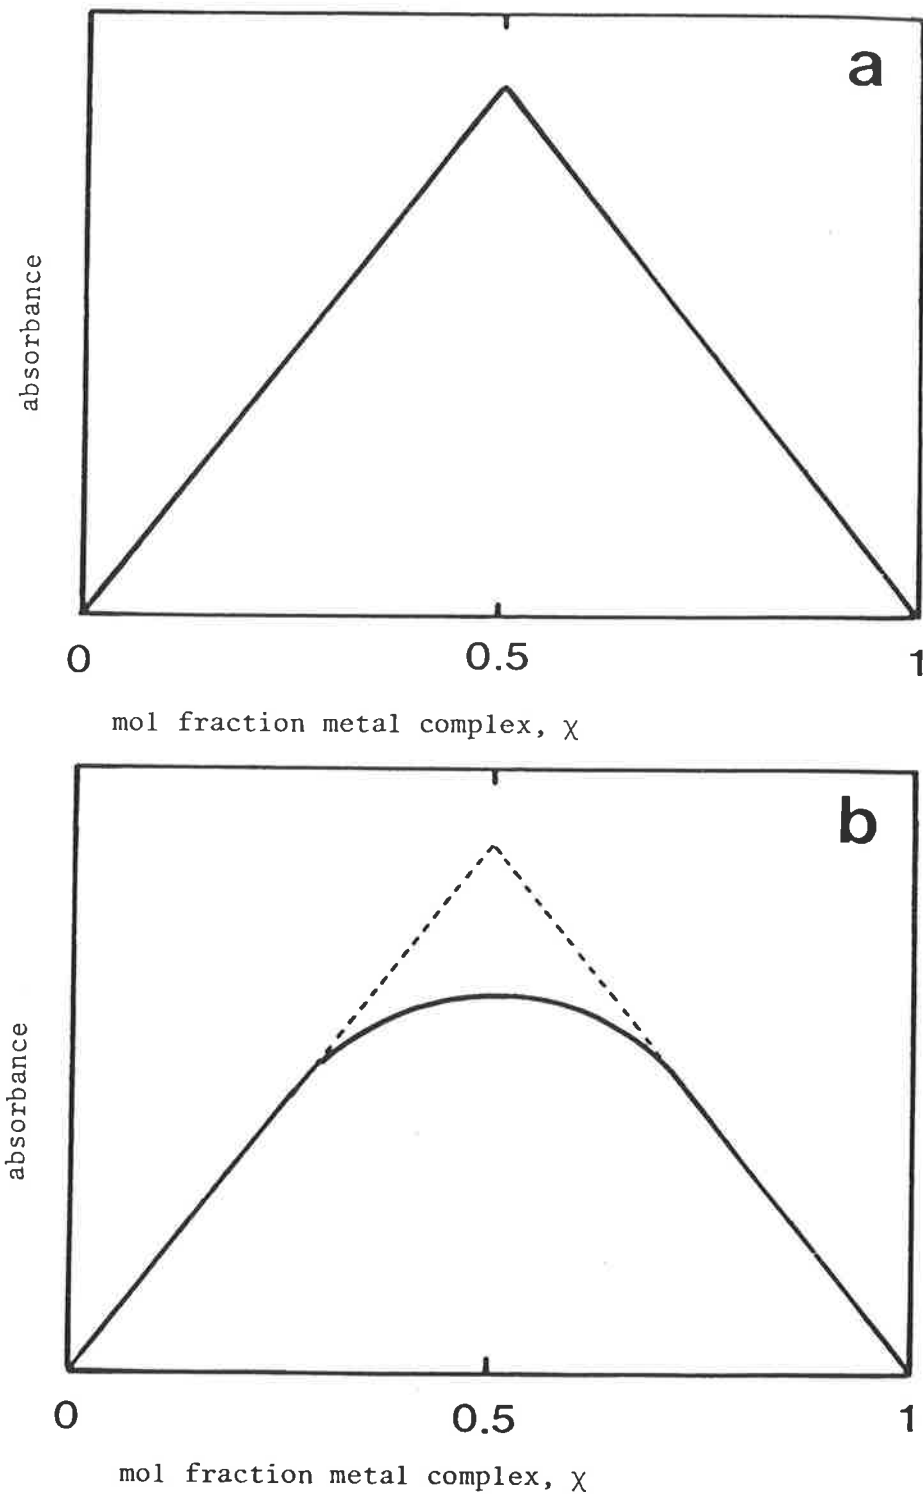 a
absorbance
0 0.5 1
mol fraction metal complex, χ
b
absorbance
0 0.5 1
mol fraction metal complex, χ